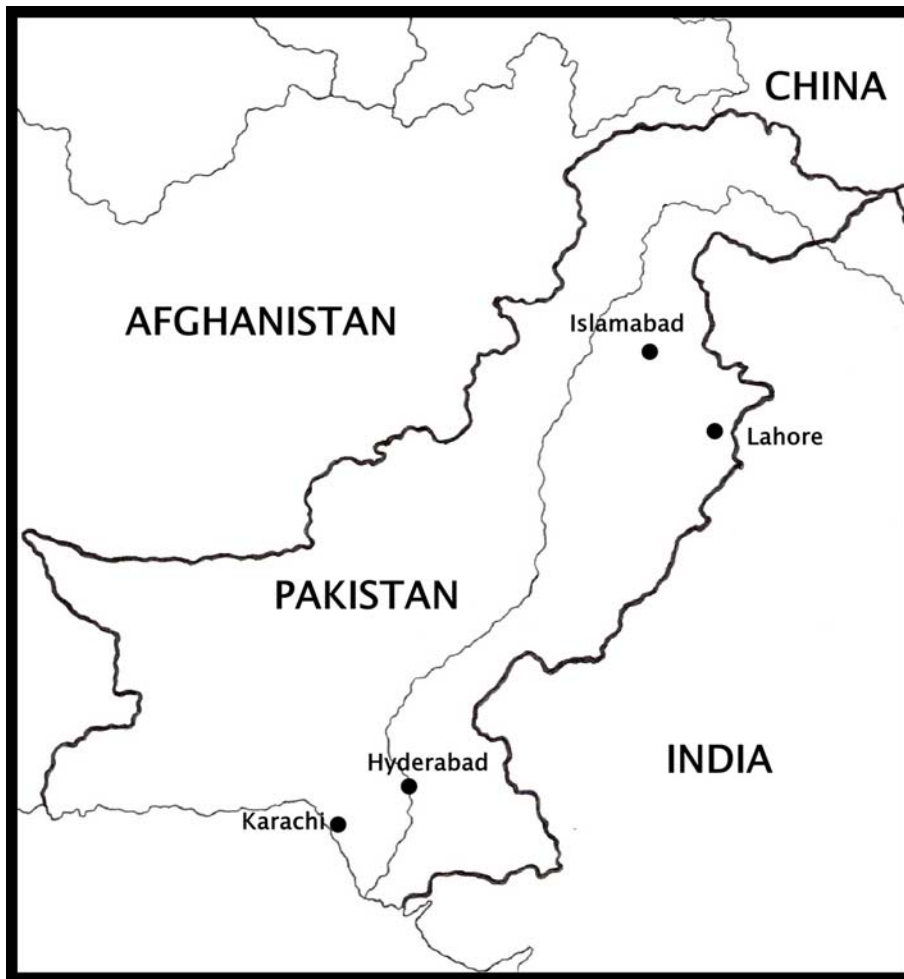 CHINA
AFGHANISTAN
Islamabad
Lahore
PAKISTAN
INDIA
Hyderabad
Karachi